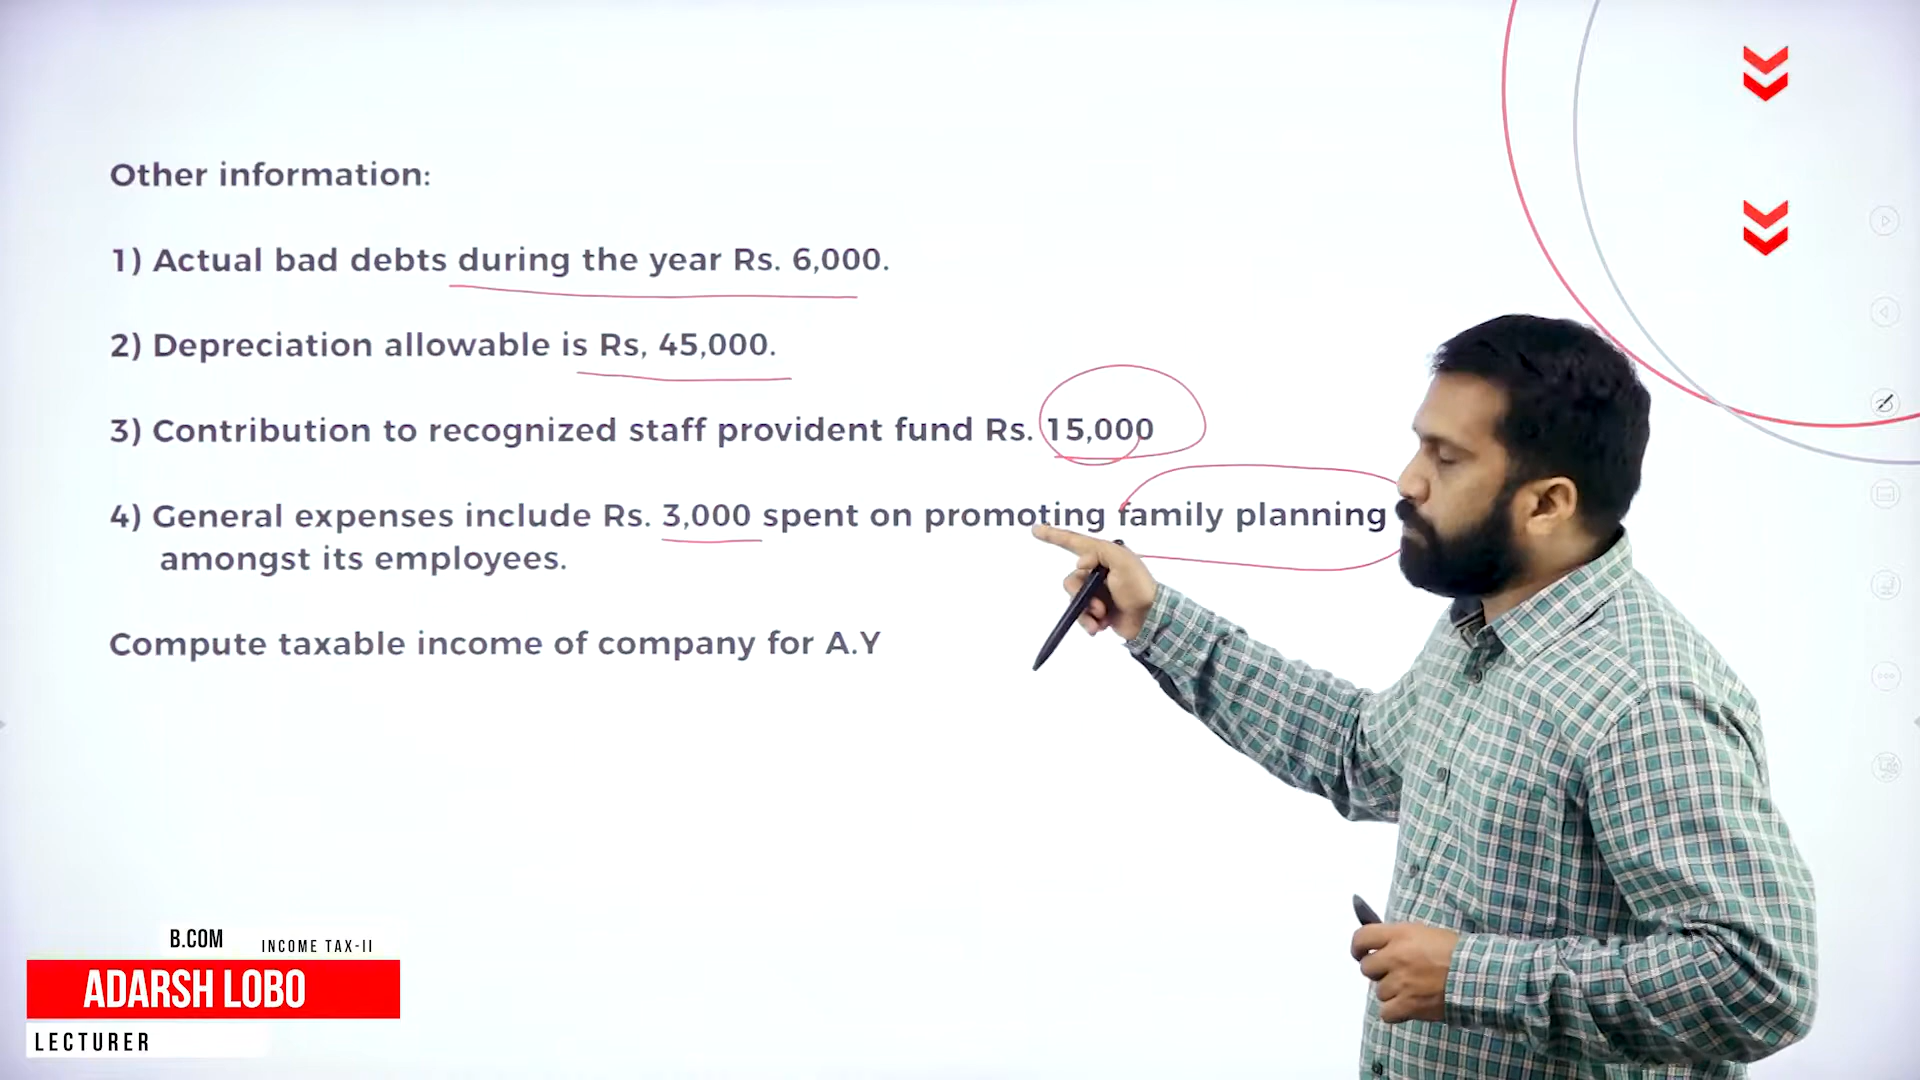 Other information:
1) Actual bad debts during the year Rs. 6,000.
2) Depreciation allowable is Rs, 45,000.
3) Contribution to recognized staff provident fund Rs. 15,000
4) General expenses include Rs. 3,000 spent on promoting family planning
amongst its employees.
Compute taxable income of company for A.Y
B.COM INCOME TAX-II
ADARSH LOBO
LECTURER